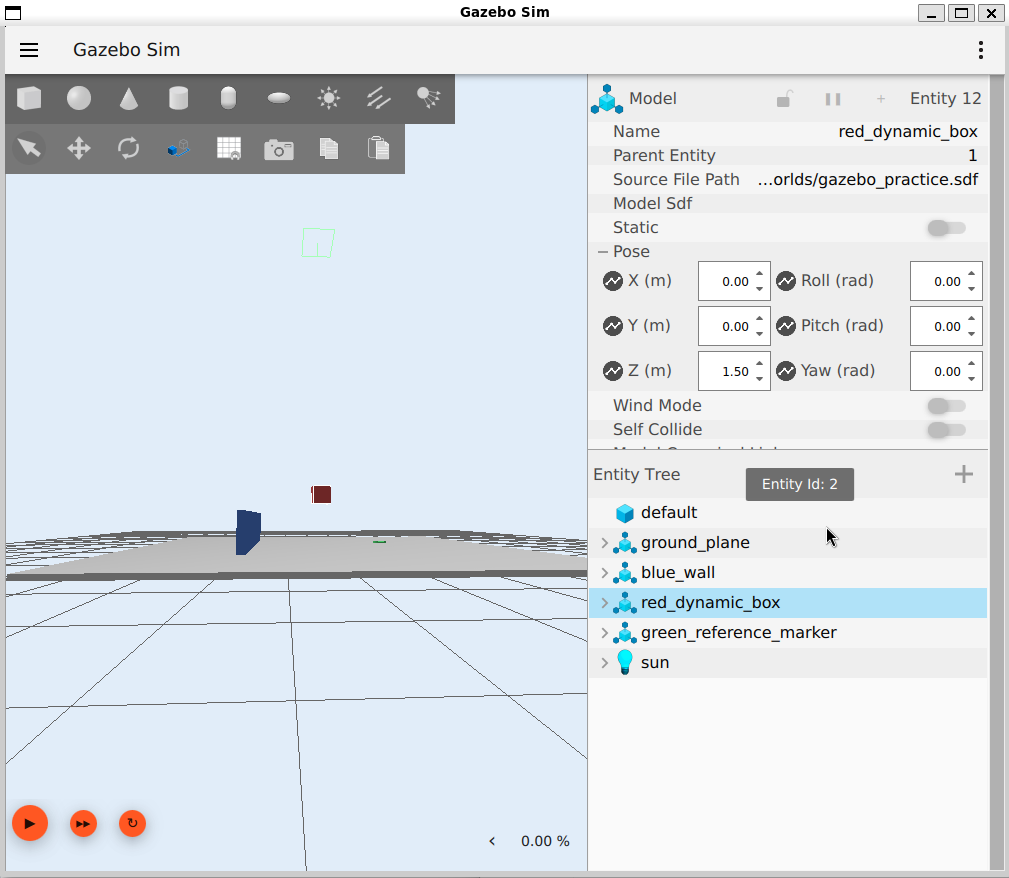 Gazebo Sim
Gazebo Sim
Model Entity 12
Name red_dynamic_box
Parent Entity 1
Source File Path ...orlds/gazebo_practice.sdf
Model Sdf
Static
Pose
X (m) 0.00 Roll (rad) 0.00
Y (m) 0.00 Pitch (rad) 0.00
Z (m) 1.50 Yaw (rad) 0.00
Wind Mode
Self Collide
Entity Tree
Entity Id: 2
default
ground_plane
blue_wall
red_dynamic_box
green_reference_marker
sun
0.00 %